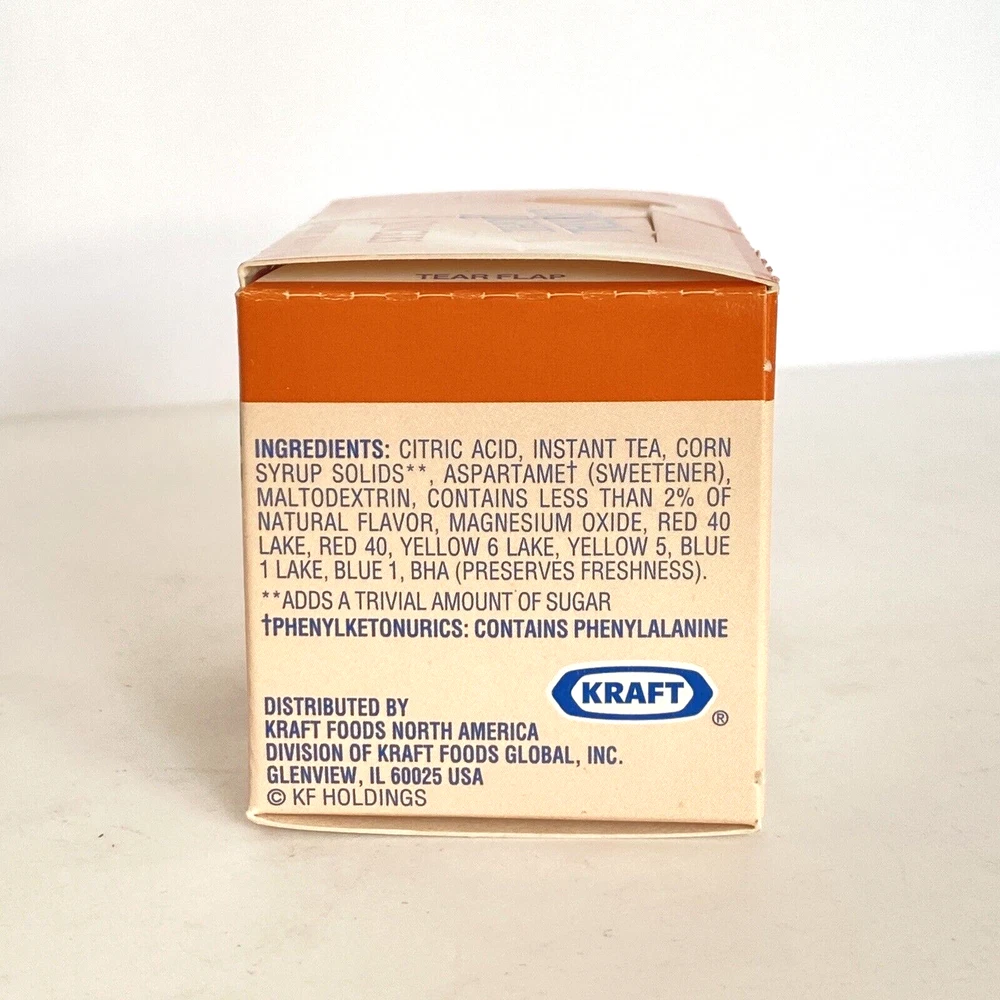 TEAR FLAP
INGREDIENTS: CITRIC ACID, INSTANT TEA, CORN
SYRUP SOLIDS**, ASPARTAME† (SWEETENER),
MALTODEXTRIN, CONTAINS LESS THAN 2% OF
NATURAL FLAVOR, MAGNESIUM OXIDE, RED 40
LAKE, RED 40, YELLOW 6 LAKE, YELLOW 5, BLUE
1 LAKE, BLUE 1, BHA (PRESERVES FRESHNESS).
**ADDS A TRIVIAL AMOUNT OF SUGAR
†PHENYLKETONURICS: CONTAINS PHENYLALANINE
KRAFT
®
DISTRIBUTED BY
KRAFT FOODS NORTH AMERICA
DIVISION OF KRAFT FOODS GLOBAL, INC.
GLENVIEW, IL 60025 USA
© KF HOLDINGS